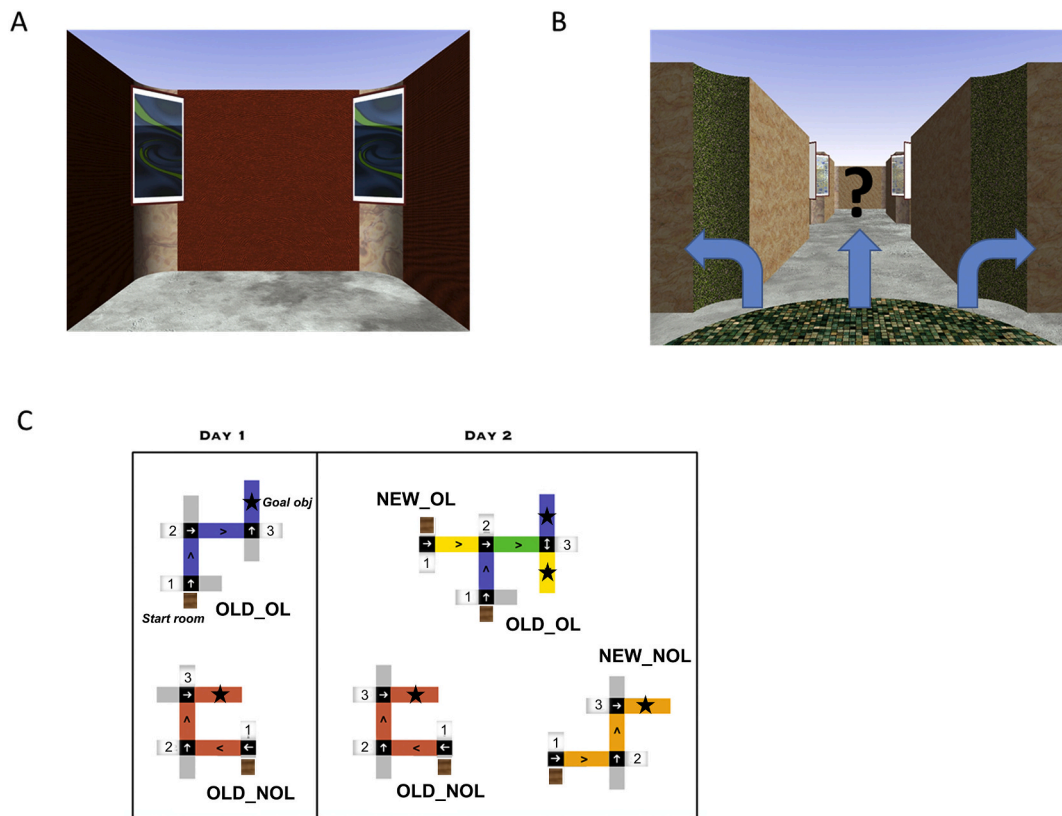 A
B
?
C
DAY 1
DAY 2
Goal obj
2
>
3
^
1
Start room
OLD_OL
3
2
<
1
^
OLD_NOL
NEW_OL
2
>
>
3
1
^
1
OLD_OL
3
^
1
2
<
OLD_NOL
NEW_NOL
3
^
1
>
2